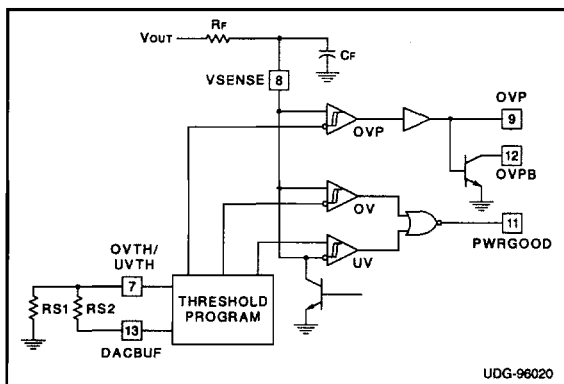 VOUT
RF
CF
VSENSE
8
OVP
OVP
9
12
OVPB
OV
11
PWRGOOD
UV
OVTH/
UVTH
7
THRESHOLD
PROGRAM
RS1
RS2
13
DACBUF
UDG-96020